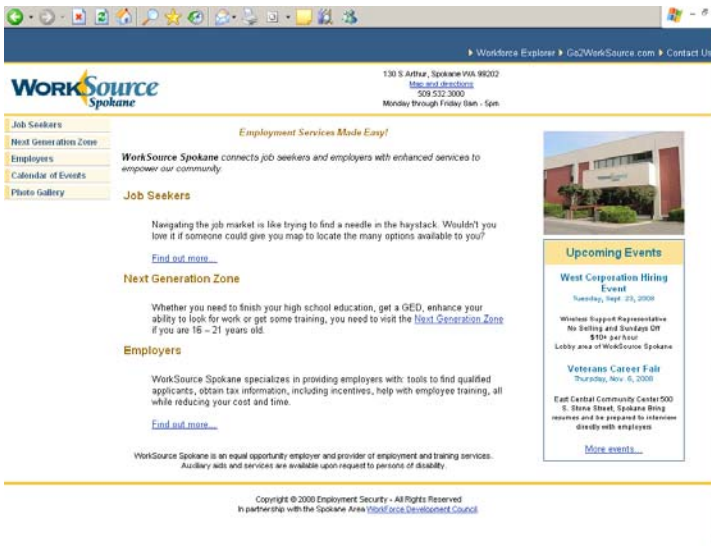 Workforce Explorer Go2WorkSource.com Contact Us
WORKSource
Spokane
130 S Arthur, Spokane WA 99202
Map and directions
509.532.3000
Monday through Friday 8am - 5pm
Job Seekers
Next Generation Zone
Employers
Calendar of Events
Photo Gallery
Employment Services Made Easy!
WorkSource Spokane connects job seekers and employers with enhanced services to
empower our community.
Job Seekers
Navigating the job market is like trying to find a needle in the haystack. Wouldn't you
love it if someone could give you map to locate the many options available to you?
Find out more...
Next Generation Zone
Whether you need to finish your high school education, get a GED, enhance your
ability to look for work or get some training, you need to visit the Next Generation Zone
if you are 16 – 21 years old.
Employers
WorkSource Spokane specializes in providing employers with: tools to find qualified
applicants, obtain tax information, including incentives, help with employee training, all
while reducing your cost and time.
Find out more...
WorkSource Spokane is an equal opportunity employer and provider of employment and training services.
Auxiliary aids and services are available upon request to persons of disability.
Upcoming Events
West Corporation Hiring
Event
Tuesday, Sept. 23, 2008
Wireless Support Representative
No Selling and Sundays Off
$10+ per hour
Lobby area of WorkSource Spokane
Veterans Career Fair
Thursday, Nov. 6, 2008
East Central Community Center 500
S. Stone Street, Spokane Bring
resumes and be prepared to interview
directly with employers
More events...
Copyright © 2008 Employment Security - All Rights Reserved
In partnership with the Spokane Area WorkForce Development Council